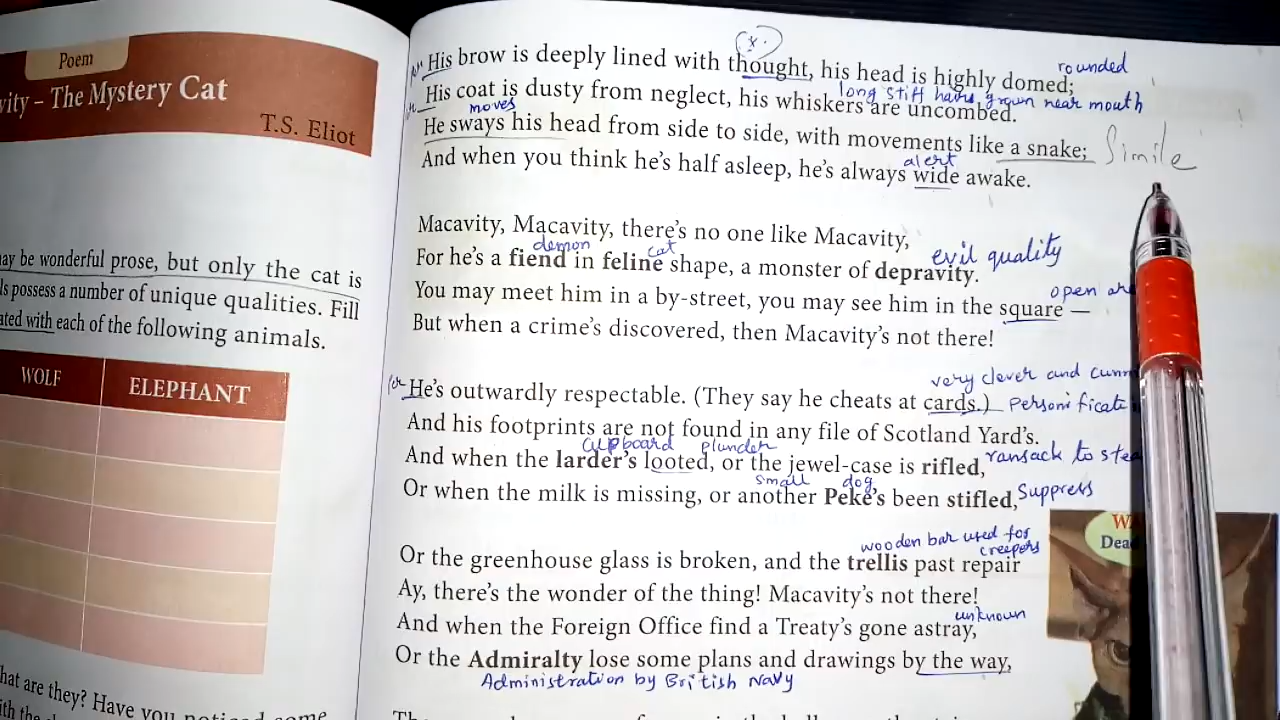 Poem
vity – The Mystery Cat
T.S. Eliot
may be wonderful prose, but only the cat is
ls possess a number of unique qualities. Fill
ated with each of the following animals.
WOLF ELEPHANT
hat are they? Have you noticed some
(x.)
His brow is deeply lined with thought, his head is highly domed;
rounded
His coat is dusty from neglect, his whiskers are uncombed.
long stiff hairs grown near mouth
moves
He sways his head from side to side, with movements like a snake;
Simile
alert
And when you think he's half asleep, he's always wide awake.
Macavity, Macavity, there's no one like Macavity,
demon cat evil quality
For he's a fiend in feline shape, a monster of depravity.
You may meet him in a by-street, you may see him in the square —
open
But when a crime's discovered, then Macavity's not there!
very clever and
for He's outwardly respectable. (They say he cheats at cards.)
And his footprints are not found in any file of Scotland Yard's.
cupboard plunder
And when the larder's looted, or the jewel-case is rifled,
ransack to
small dog
Or when the milk is missing, or another Peke's been stifled,
Suppress
wooden bar used for
creepers
Or the greenhouse glass is broken, and the trellis past repair
Ay, there's the wonder of the thing! Macavity's not there!
unknown
And when the Foreign Office find a Treaty's gone astray,
Or the Admiralty lose some plans and drawings by the way,
Administration by British Navy